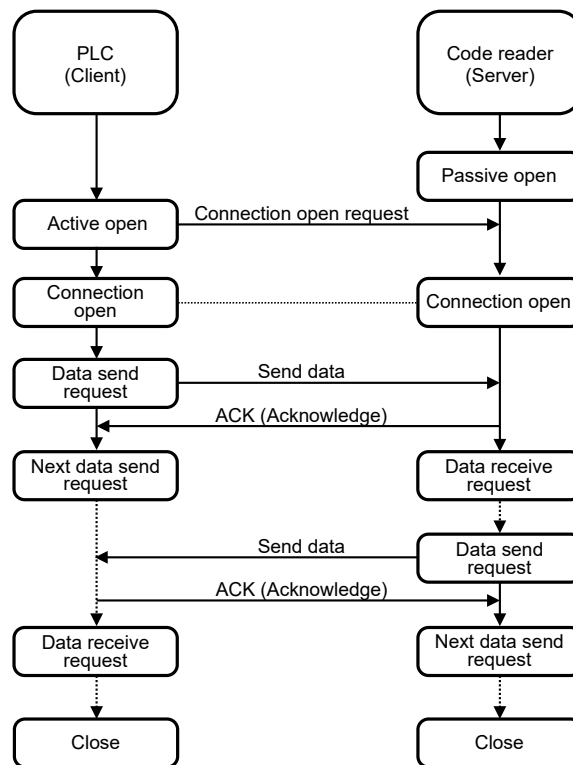 PLC
(Client)
Code reader
(Server)
Passive open
Active open
Connection open request
Connection
open
Connection open
Data send
request
Send data
ACK (Acknowledge)
Next data send
request
Data receive
request
Send data
Data send
request
ACK (Acknowledge)
Data receive
request
Next data send
request
Close
Close